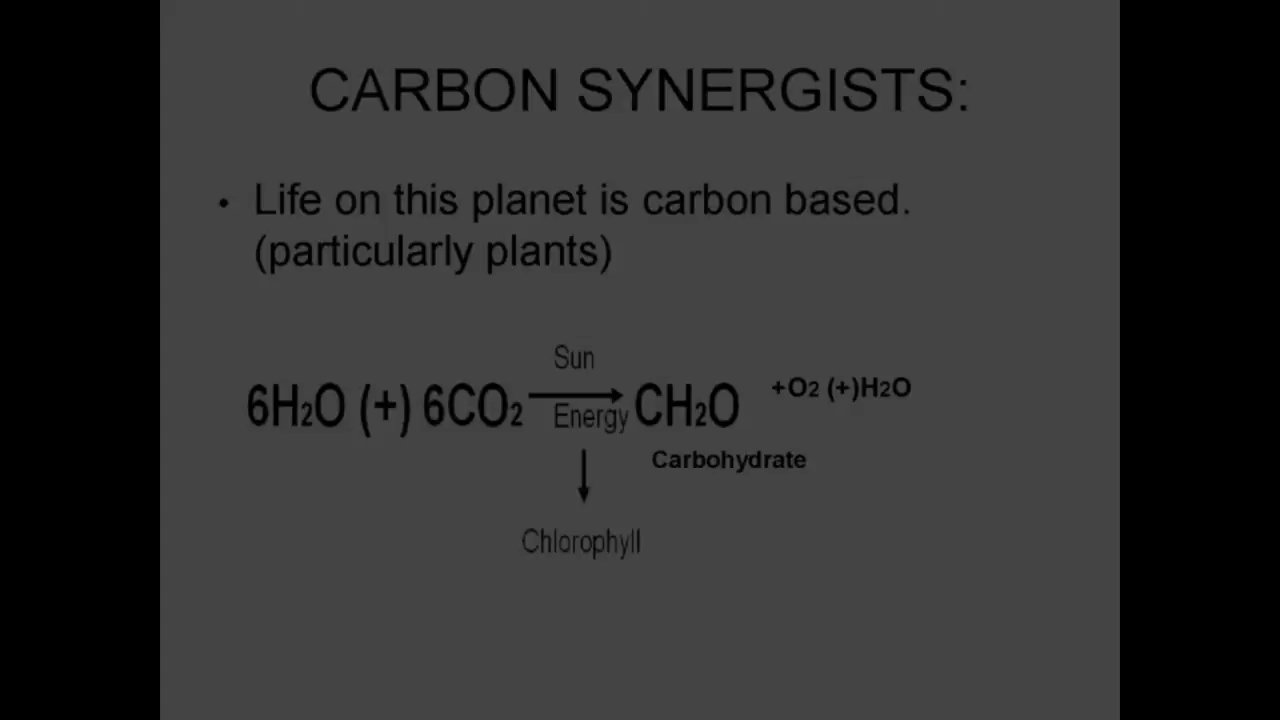 CARBON SYNERGISTS:
• Life on this planet is carbon based.
(particularly plants)
Sun
6H2O (+) 6CO2 → CH2O +O2 (+)H2O
Energy
Carbohydrate
Chlorophyll